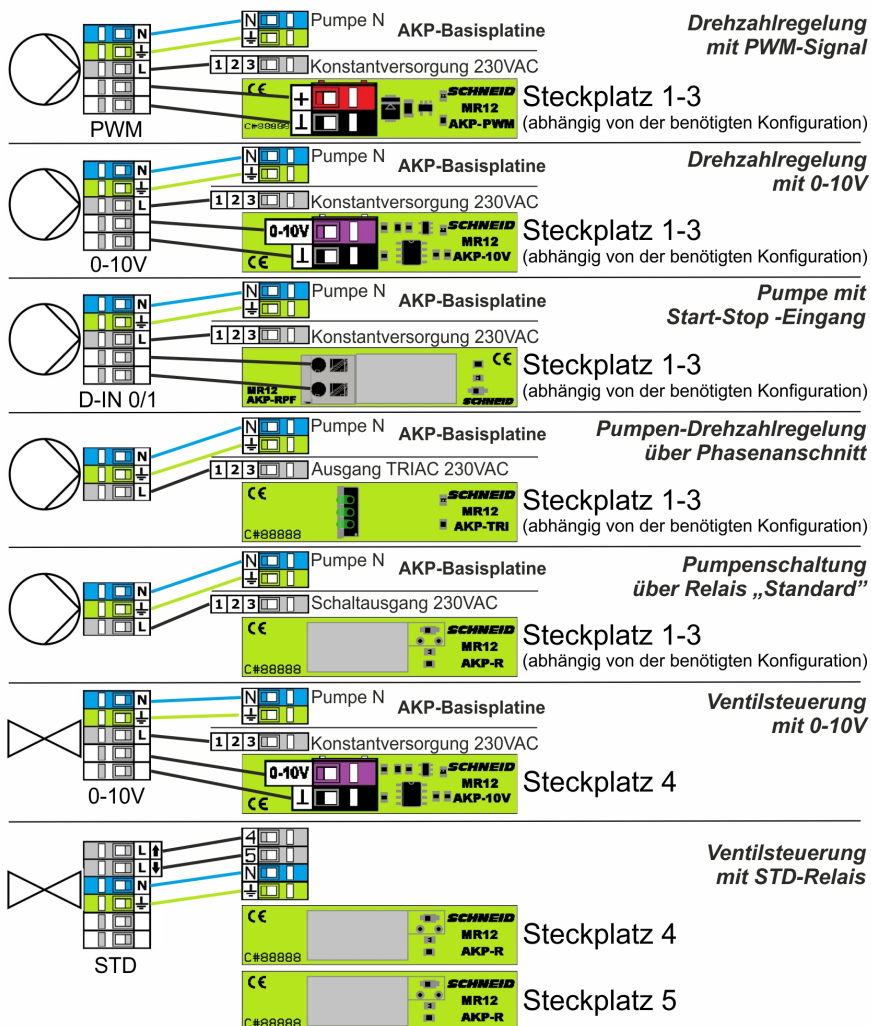 N Pumpe N
AKP-Basisplatine
Drehzahlregelung
mit PWM-Signal
N
L
1 2 3 Konstantversorgung 230VAC
PWM
+
⊥
C#88888
SCHNEID
MR12
AKP-PWM
Steckplatz 1-3
(abhängig von der benötigten Konfiguration)
N Pumpe N
AKP-Basisplatine
Drehzahlregelung
mit 0-10V
N
L
1 2 3 Konstantversorgung 230VAC
0-10V
0-10V
⊥
CE
SCHNEID
MR12
AKP-10V
Steckplatz 1-3
(abhängig von der benötigten Konfiguration)
N Pumpe N
AKP-Basisplatine
Pumpe mit
Start-Stop -Eingang
N
L
1 2 3 Konstantversorgung 230VAC
D-IN 0/1
MR12
AKP-RPF
CE
SCHNEID
Steckplatz 1-3
(abhängig von der benötigten Konfiguration)
N Pumpe N
AKP-Basisplatine
Pumpen-Drehzahlregelung
über Phasenanschnitt
N
L
1 2 3 Ausgang TRIAC 230VAC
CE
C#88888
SCHNEID
MR12
AKP-TRI
Steckplatz 1-3
(abhängig von der benötigten Konfiguration)
N Pumpe N
AKP-Basisplatine
Pumpenschaltung
über Relais „Standard”
N
L
1 2 3 Schaltausgang 230VAC
CE
C#88888
SCHNEID
MR12
AKP-R
Steckplatz 1-3
(abhängig von der benötigten Konfiguration)
N Pumpe N
AKP-Basisplatine
Ventilsteuerung
mit 0-10V
N
L
1 2 3 Konstantversorgung 230VAC
0-10V
0-10V
⊥
CE
SCHNEID
MR12
AKP-10V
Steckplatz 4
Ventilsteuerung
mit STD-Relais
L
L
N
4
5
N
STD
CE
C#88888
SCHNEID
MR12
AKP-R
Steckplatz 4
CE
C#88888
SCHNEID
MR12
AKP-R
Steckplatz 5